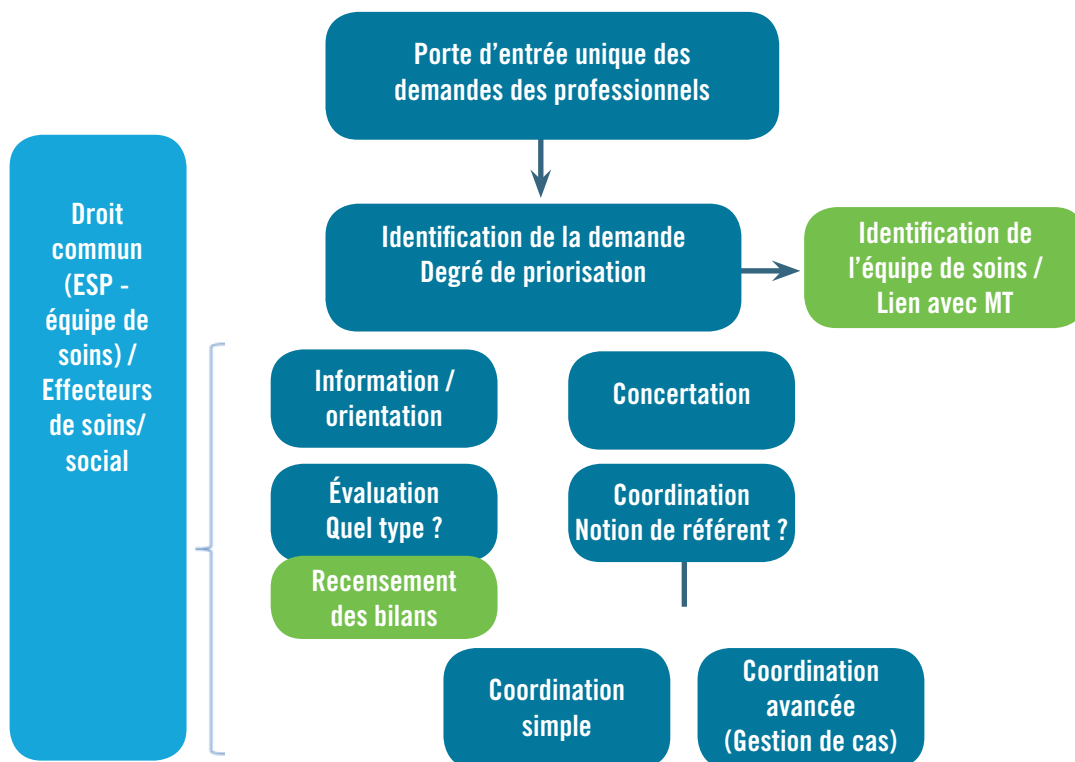 Porte d’entrée unique des
demandes des professionnels
Droit
commun
(ESP -
équipe de
soins) /
Effecteurs
de soins/
social
Identification de la demande
Degré de priorisation
Identification de
l’équipe de soins /
Lien avec MT
Information /
orientation
Concertation
Évaluation
Quel type ?
Coordination
Notion de référent ?
Recensement
des bilans
Coordination
simple
Coordination
avancée
(Gestion de cas)